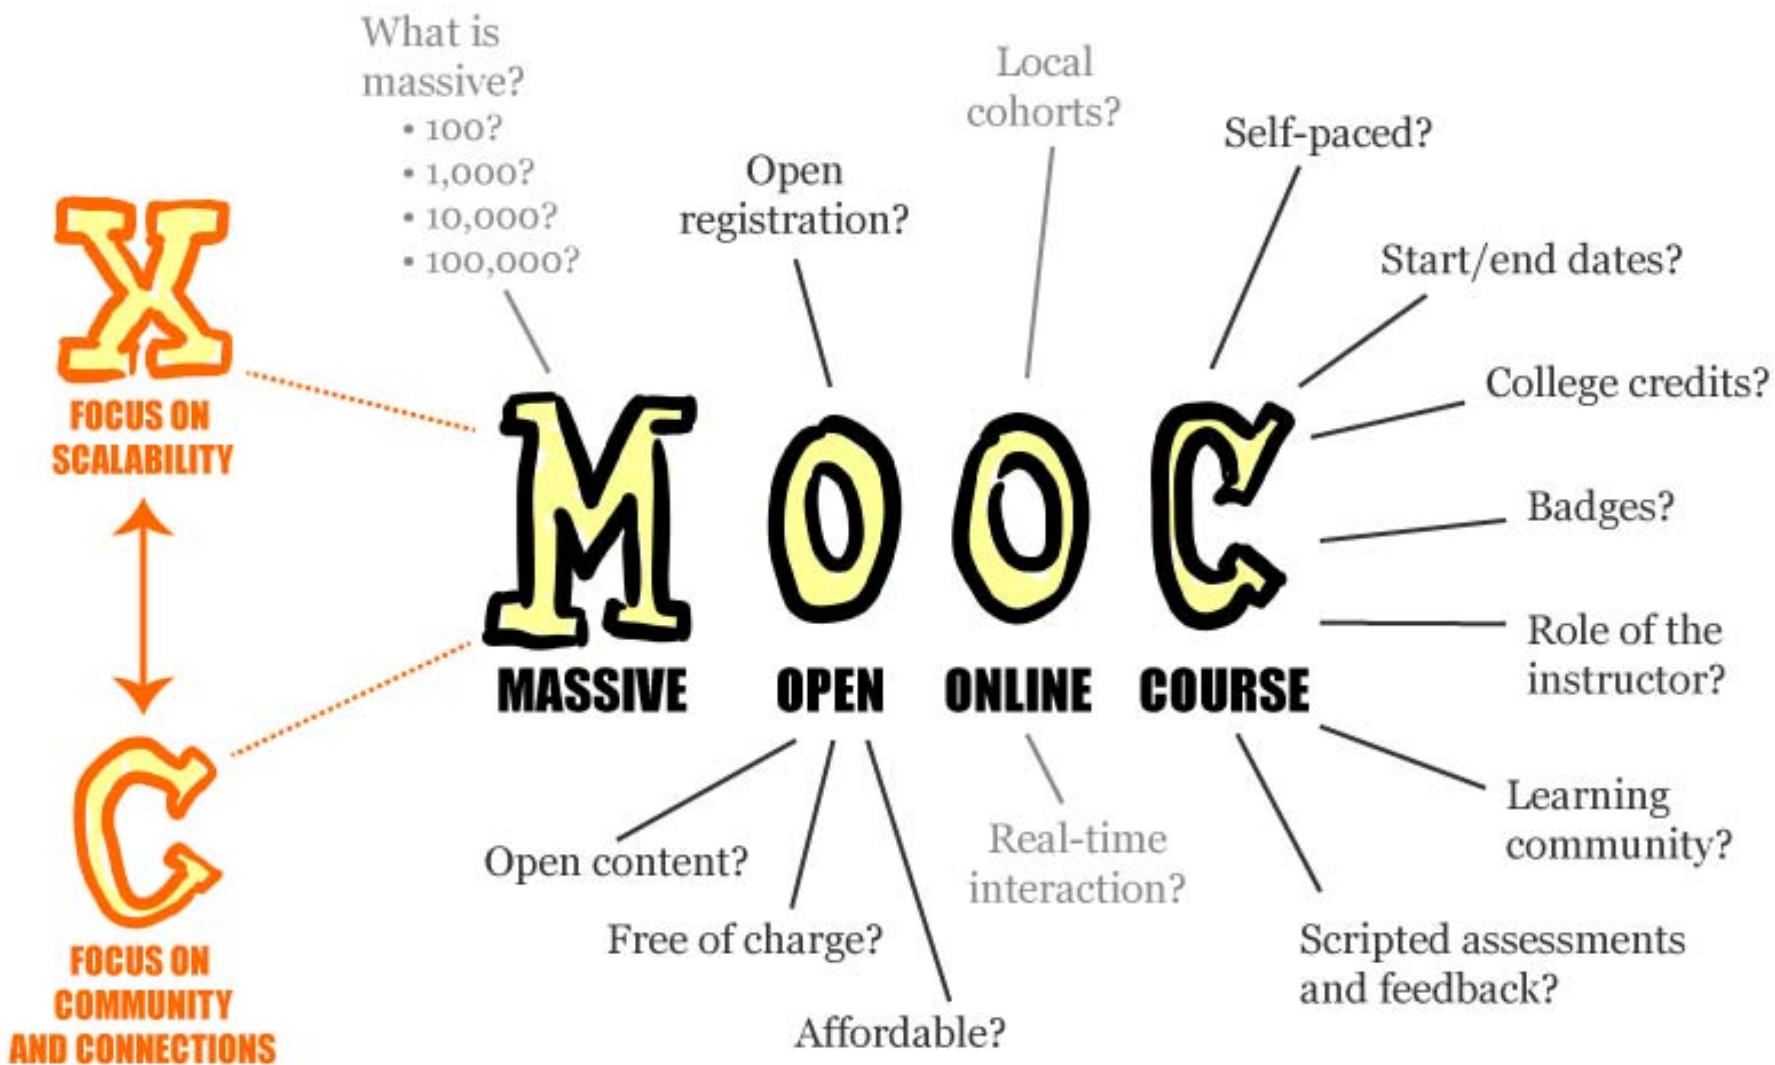 What is
massive?
• 100?
• 1,000?
• 10,000?
• 100,000?
Open
registration?
Local
cohorts?
Self-paced?
Start/end dates?
College credits?
Badges?
Role of the
instructor?
Learning
community?
Scripted assessments
and feedback?
X
FOCUS ON
SCALABILITY
C
FOCUS ON
COMMUNITY
AND CONNECTIONS
MOOC
MASSIVE OPEN ONLINE COURSE
Open content?
Free of charge?
Affordable?
Real-time
interaction?